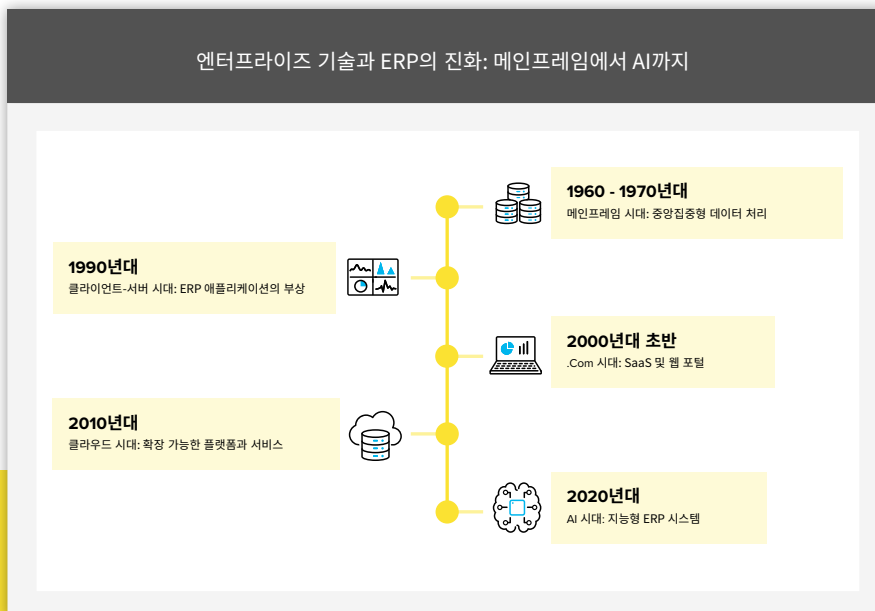 엔터프라이즈 기술과 ERP의 진화: 메인프레임에서 AI까지
1960 - 1970년대
메인프레임 시대: 중앙집중형 데이터 처리
1990년대
클라이언트-서버 시대: ERP 애플리케이션의 부상
2000년대 초반
.Com 시대: SaaS 및 웹 포털
2010년대
클라우드 시대: 확장 가능한 플랫폼과 서비스
2020년대
AI 시대: 지능형 ERP 시스템